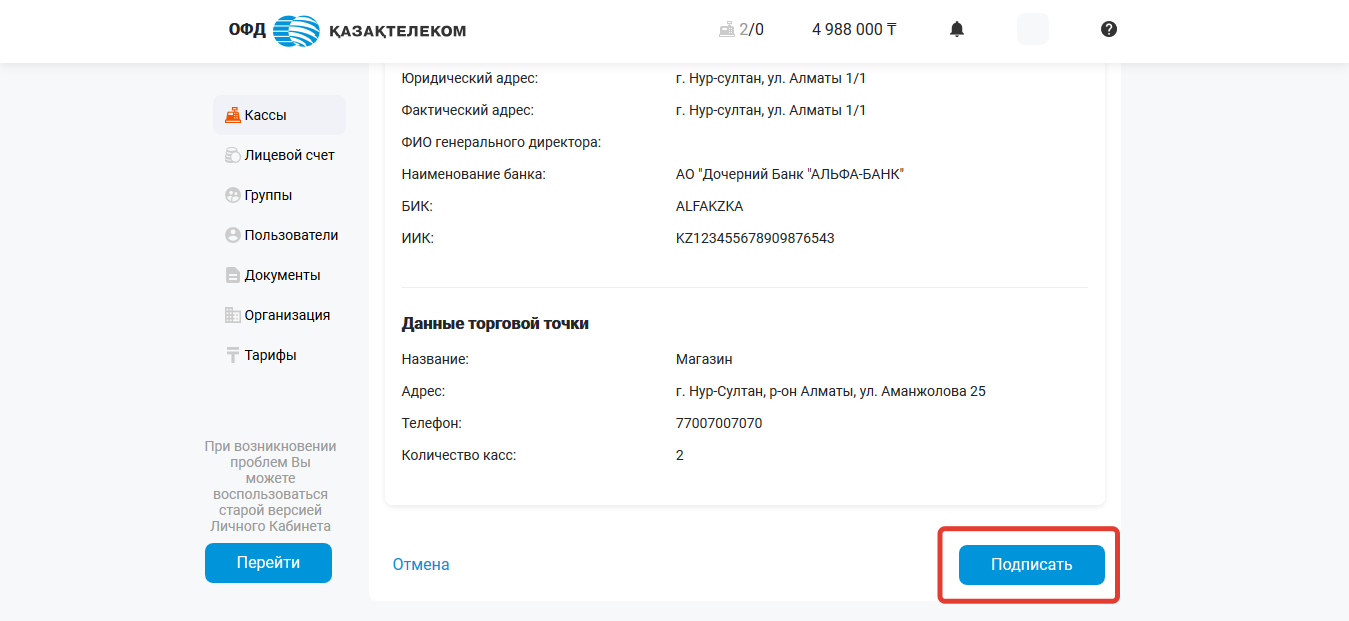 ОФД ҚАЗАҚТЕЛЕКОМ 2/0 4 988 000 ₸
Кассы
Лицевой счет
Группы
Пользователи
Документы
Организация
Тарифы
При возникновении
проблем Вы
можете
воспользоваться
старой версией
Личного Кабинета
Перейти
Юридический адрес: г. Нур-султан, ул. Алматы 1/1
Фактический адрес: г. Нур-султан, ул. Алматы 1/1
ФИО генерального директора:
Наименование банка: АО "Дочерний Банк "АЛЬФА-БАНК"
БИК: ALFAKZKA
ИИК: KZ123455678909876543
Данные торговой точки
Название: Магазин
Адрес: г. Нур-Султан, р-он Алматы, ул. Аманжолова 25
Телефон: 77007007070
Количество касс: 2
Отмена Подписать